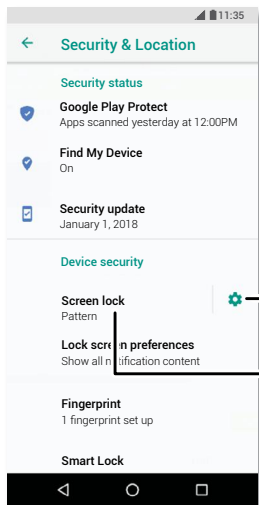 11:35
Security & Location
Security status
Google Play Protect
Apps scanned yesterday at 12:00PM
Find My Device
On
Security update
January 1, 2018
Device security
Screen lock
Pattern
Lock screen preferences
Show all notification content
Fingerprint
1 fingerprint set up
Smart Lock